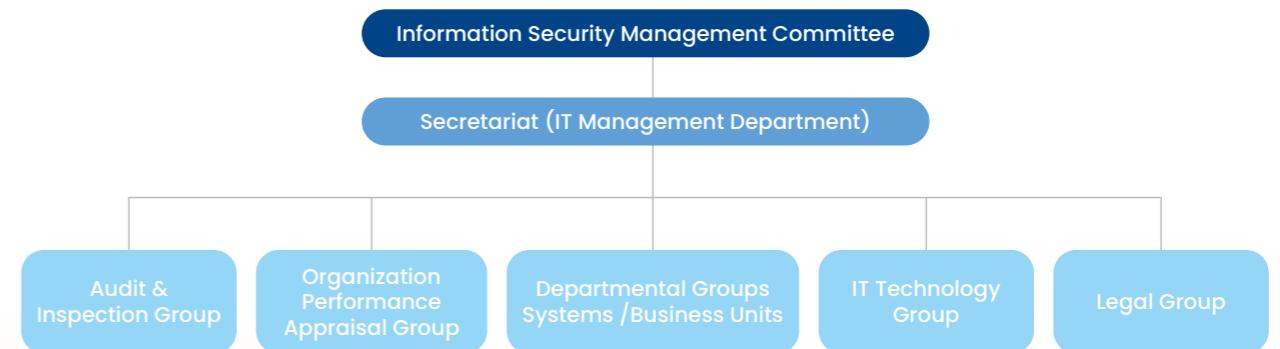 Information Security Management Committee
Secretariat (IT Management Department)
Audit &
Inspection Group
Organization
Performance
Appraisal Group
Departmental Groups
Systems /Business Units
IT Technology
Group
Legal Group